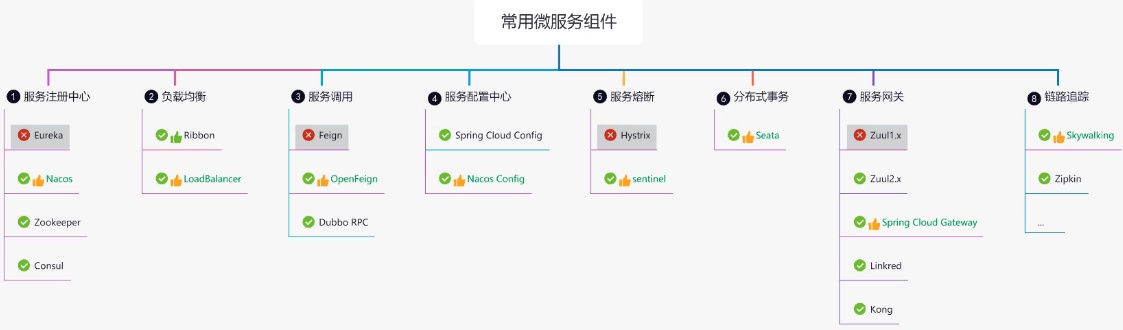 常用微服务组件
1 服务注册中心
Eureka
Nacos
Zookeeper
Consul
2 负载均衡
Ribbon
LoadBalancer
3 服务调用
Feign
OpenFeign
Dubbo RPC
4 服务配置中心
Spring Cloud Config
Nacos Config
5 服务熔断
Hystrix
sentinel
6 分布式事务
Seata
7 服务网关
Zuul1.x
Zuul2.x
Spring Cloud Gateway
Linkred
Kong
8 链路追踪
Skywalking
Zipkin
...